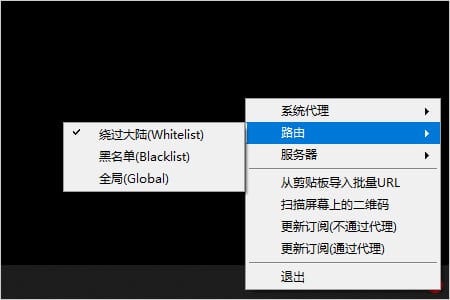 系统代理
路由
服务器
从剪贴板导入批量URL
扫描屏幕上的二维码
更新订阅(不通过代理)
更新订阅(通过代理)
退出
绕过大陆(Whitelist)
黑名单(Blacklist)
全局(Global)